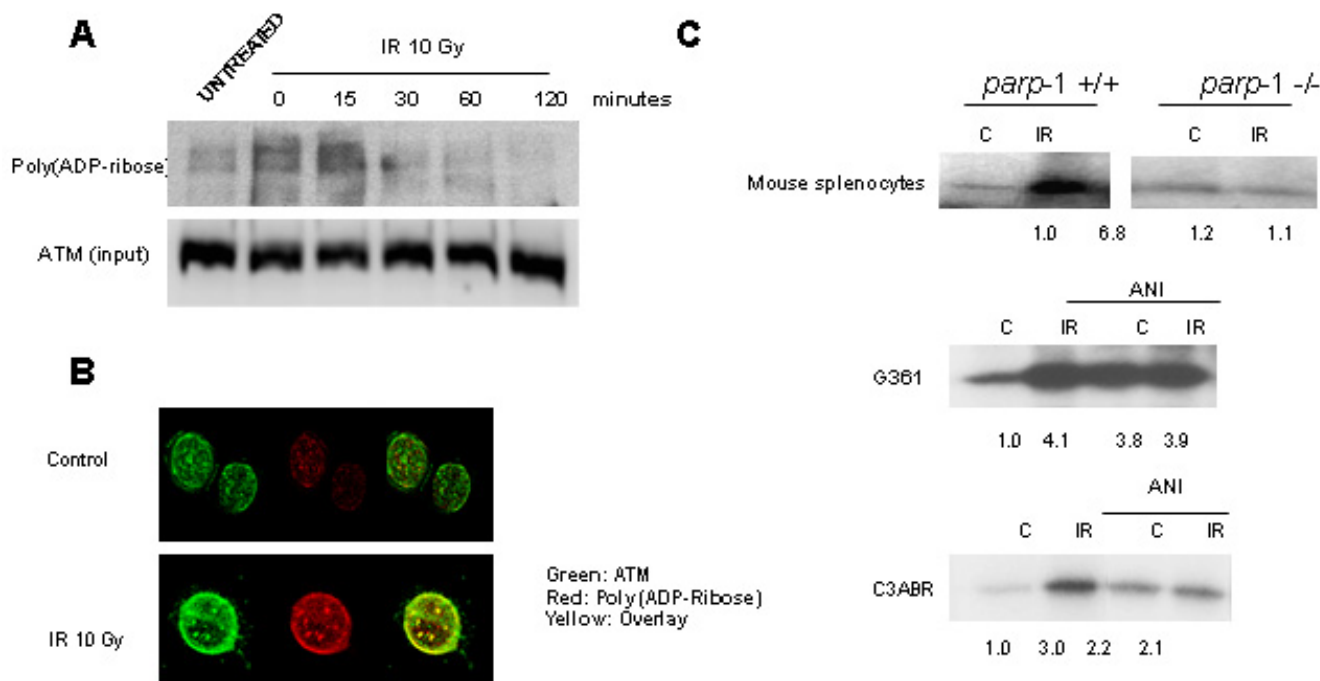 A
UNTREATED
IR 10 Gy
0 15 30 60 120 minutes
Poly(ADP-ribose)
ATM (input)
B
Control
IR 10 Gy
Green: ATM
Red: Poly(ADP-Ribose)
Yellow: Overlay
C
parp-1 +/+ parp-1 -/-
C IR C IR
Mouse splenocytes
1.0 6.8 1.2 1.1
ANI
C IR C IR
G361
1.0 4.1 3.8 3.9
ANI
C IR C IR
C3ABR
1.0 3.0 2.2 2.1